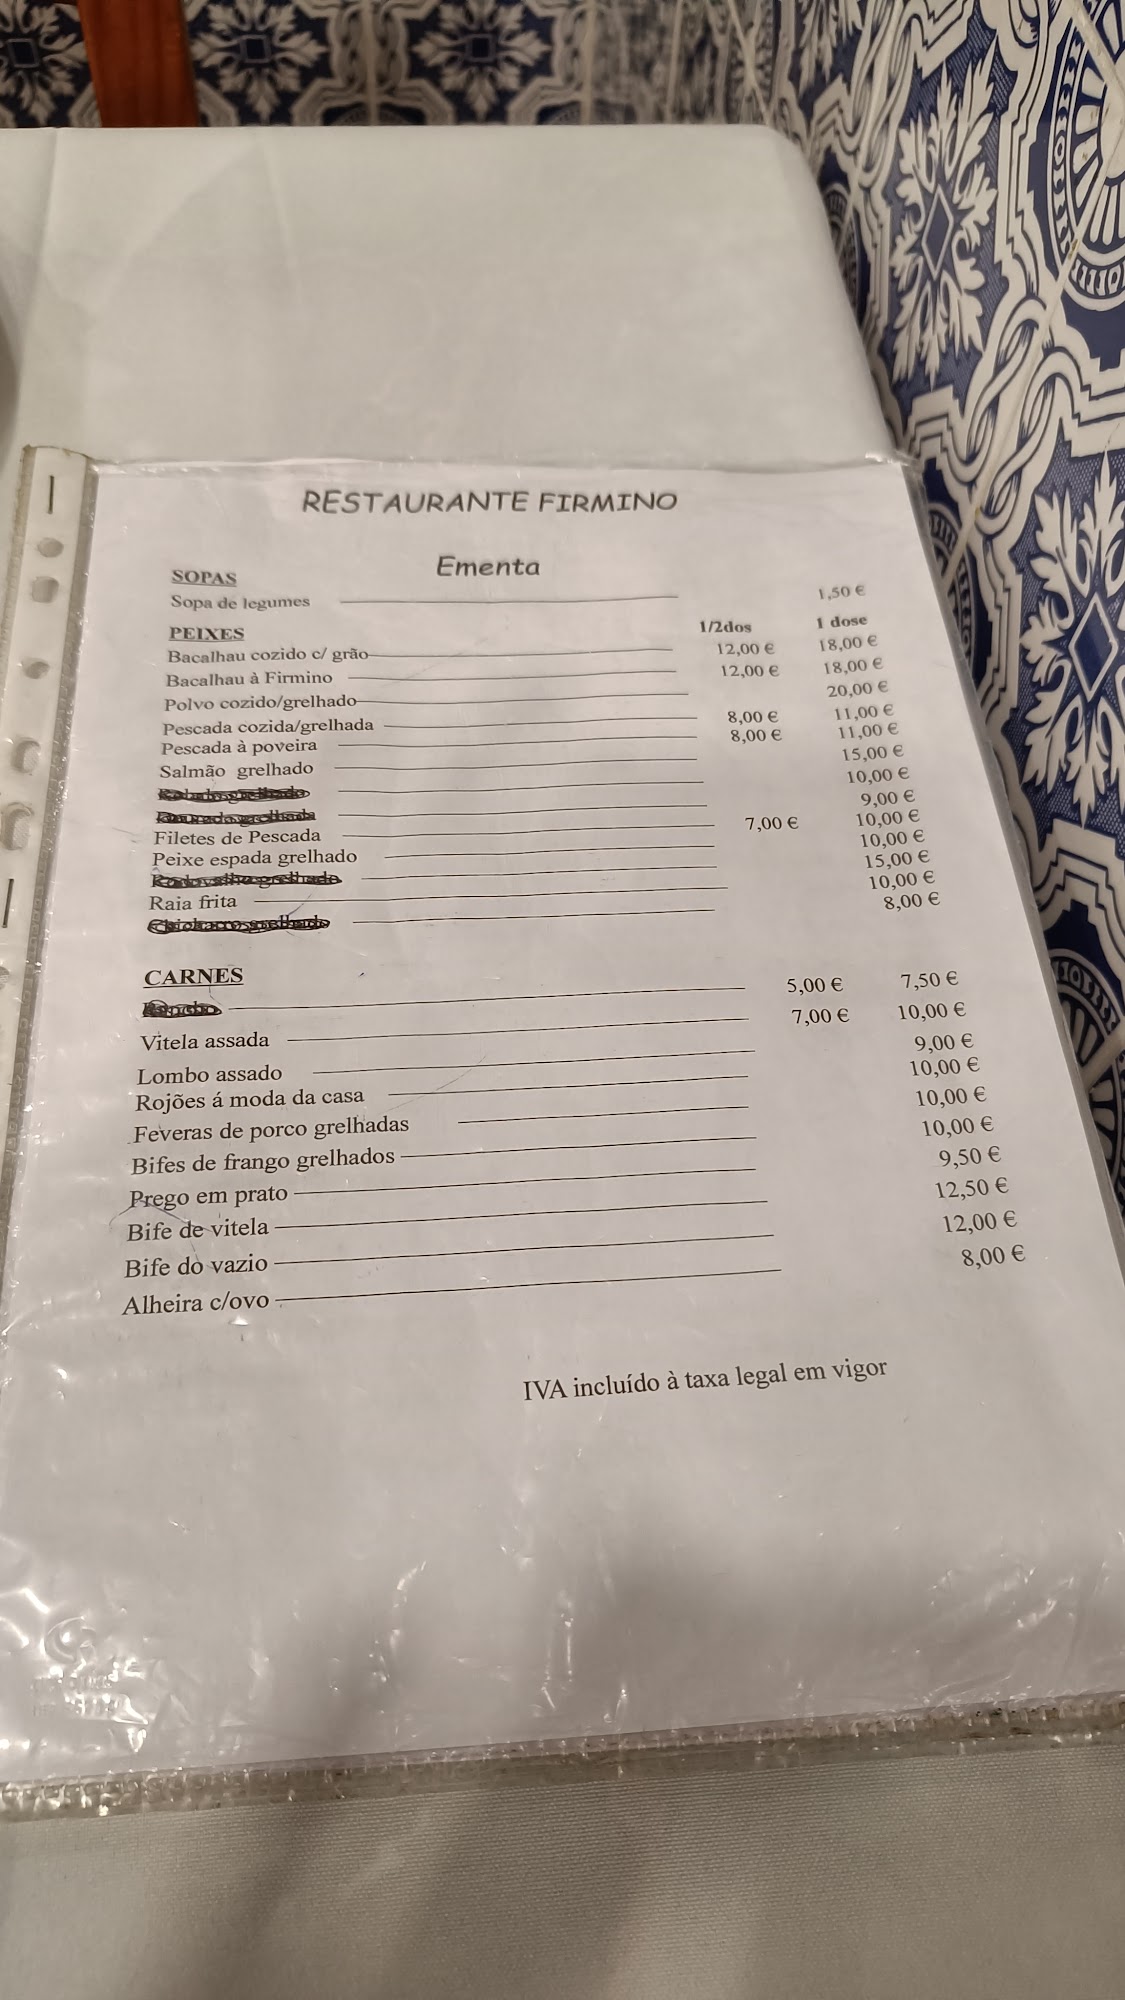 RESTAURANTE FIRMINO
Ementa
SOPAS
Sopa de legumes 1,50 €
PEIXES 1/2dos 1 dose
Bacalhau cozido c/ grão 12,00 € 18,00 €
Bacalhau à Firmino 12,00 € 18,00 €
Polvo cozido/grelhado 20,00 €
Pescada cozida/grelhada 8,00 € 11,00 €
Pescada à poveira 8,00 € 11,00 €
Salmão grelhado 15,00 €
10,00 €
9,00 €
Filetes de Pescada 7,00 € 10,00 €
Peixe espada grelhado 10,00 €
15,00 €
Raia frita 10,00 €
8,00 €
CARNES
5,00 € 7,50 €
Vitela assada 7,00 € 10,00 €
Lombo assado 9,00 €
Rojões á moda da casa 10,00 €
Feveras de porco grelhadas 10,00 €
Bifes de frango grelhados 10,00 €
Prego em prato 9,50 €
Bife de vitela 12,50 €
Bife do vazio 12,00 €
Alheira c/ovo 8,00 €
IVA incluído à taxa legal em vigor